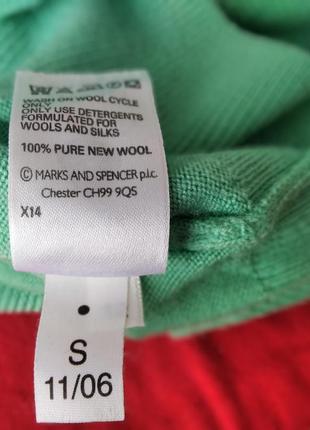 WASH ON WOOL CYCLE
ONLY
ONLY USE DETERGENTS
FORMULATED FOR
WOOLS AND SILKS
100% PURE NEW WOOL
© MARKS AND SPENCER p.l.c.
Chester CH99 9QS
X14
S
11/06